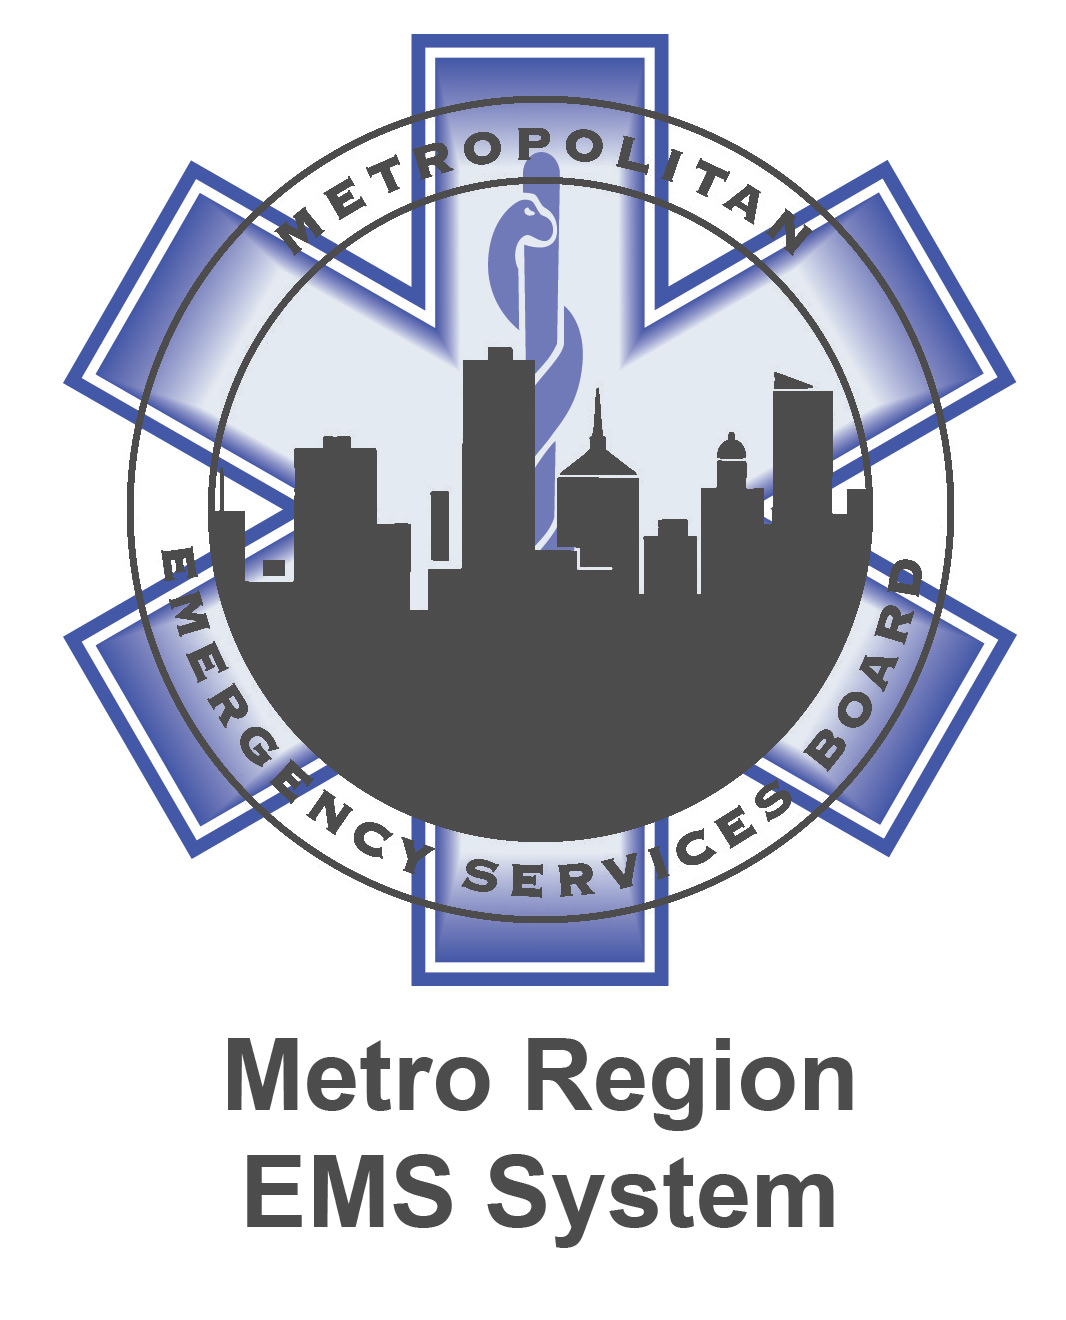 METROPOLITAN
EMERGENCY SERVICES BOARD
Metro Region
EMS System